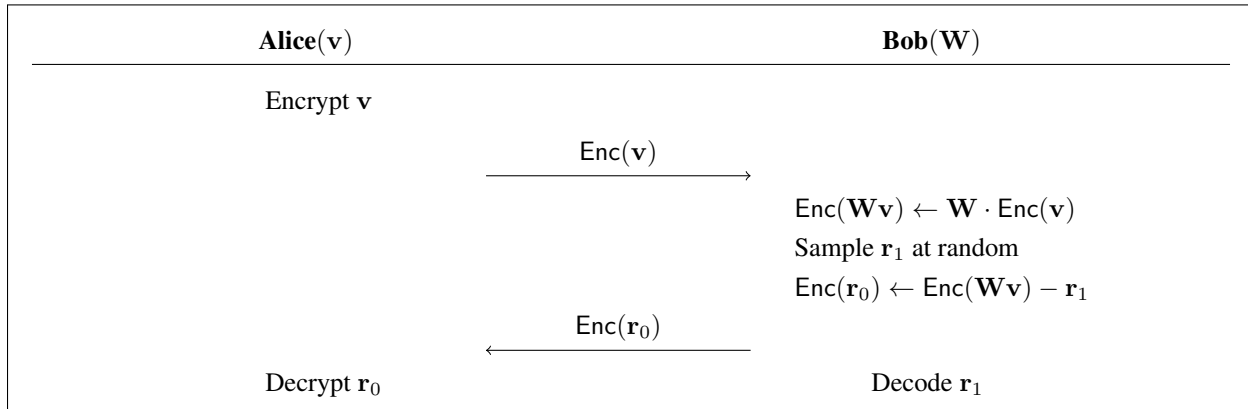 Alice(v) Bob(W)
Encrypt v
Enc(v)
Enc(Wv) ← W · Enc(v)
Sample r₁ at random
Enc(r₀) ← Enc(Wv) − r₁
Enc(r₀)
Decrypt r₀ Decode r₁